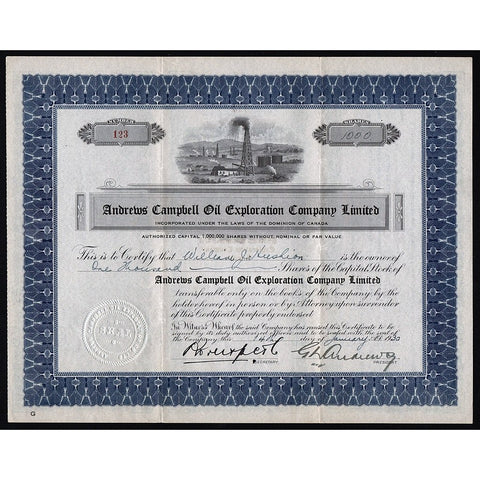 NUMBER
SHARES
123
1000
Andrews Campbell Oil Exploration Company Limited
INCORPORATED UNDER THE LAWS OF THE DOMINION OF CANADA
AUTHORIZED CAPITAL 1,000,000 SHARES WITHOUT NOMINAL OR PAR VALUE
This is to Certify that William J. is the owner of
One Thousand Shares of the Capital Stock of
Andrews Campbell Oil Exploration Company Limited
transferable only on the books of the Company by the
holder hereof in person or by Attorney upon surrender
of this Certificate properly endorsed
In Witness Whereof the said Company has caused this Certificate to be
signed by its duly authorized officers and to be sealed with the seal of
the Company this 14th day of January A.D. 1930
SEAL
SECRETARY
PRESIDENT
G